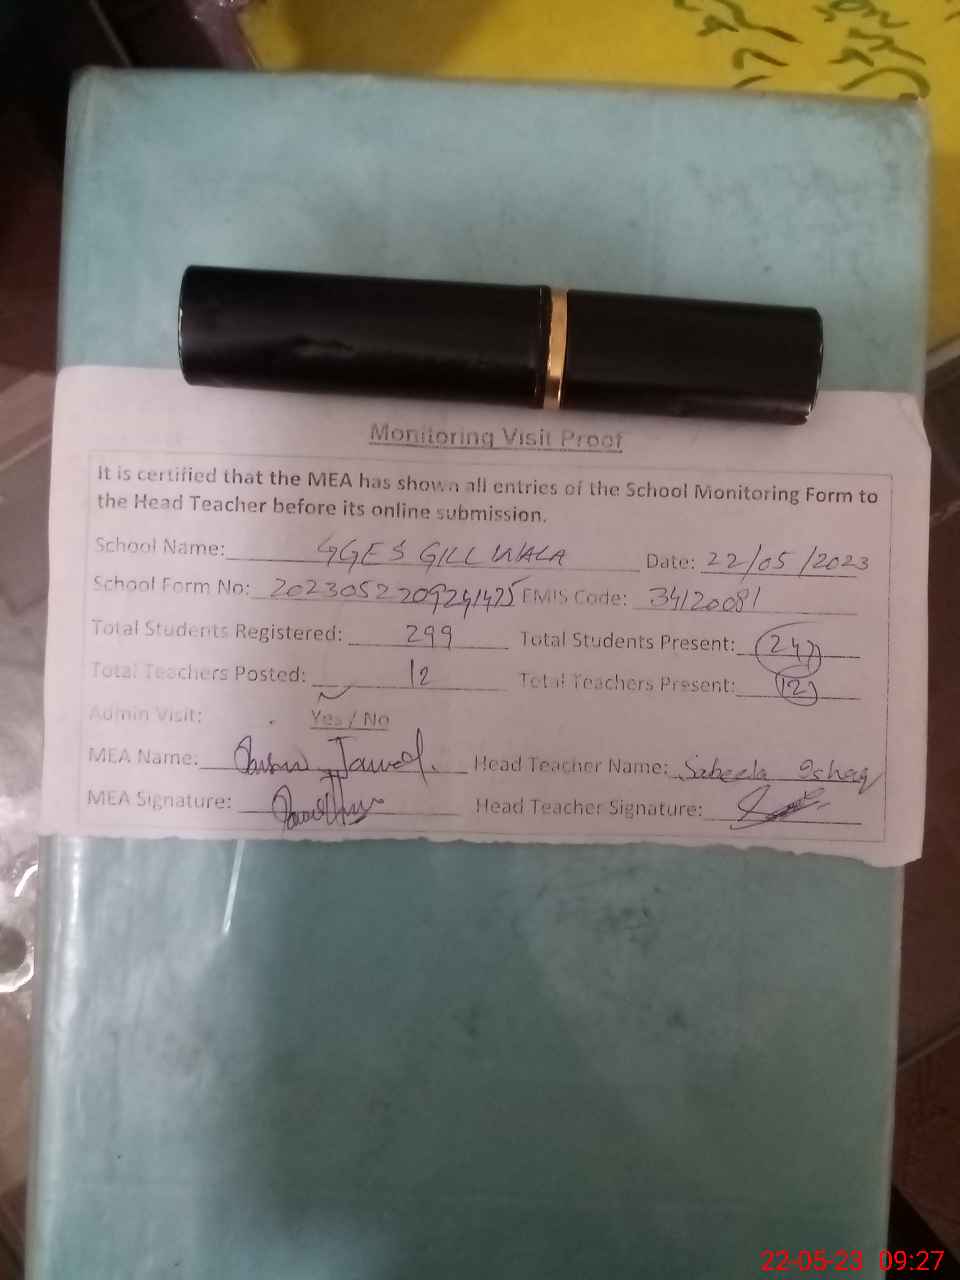 Monitoring Visit Proof
It is certified that the MEA has shown all entries of the School Monitoring Form to
the Head Teacher before its online submission.
School Name: GGES GILL WALA Date: 22/05/2023
School Form No: EMIS Code: 34120081
Total Students Registered: 299 Total Students Present: 247
Total Teachers Posted: 12 Total Teachers Present: 12
Admin Visit: Yes / No
MEA Name: Head Teacher Name: Sabeela Ishaq
MEA Signature: Head Teacher Signature:
22-05-23 09:27